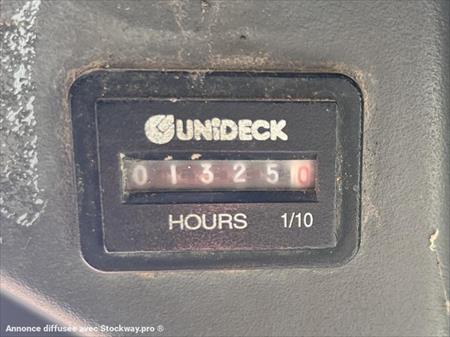 UNiDECK
013250
HOURS 1/10
Annonce diffusée avec Stockway.pro ®